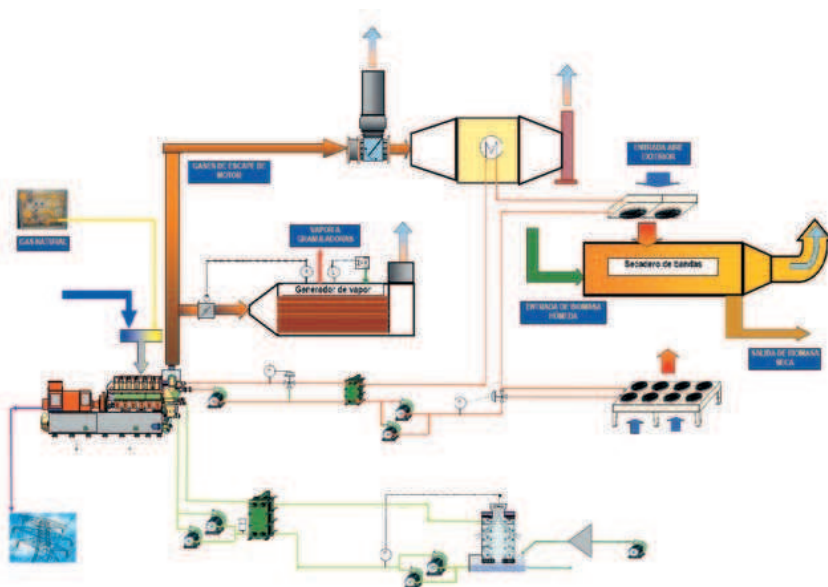 GASES DE ESCAPE DE
MOTOR
ENTRADA AIRE
EXTERIOR
GAS NATURAL
VAPOR A
GRANULADORAS
Generador de vapor
Secadero de bandas
ENTRADA DE BIOMASA
HÚMEDA
SALIDA DE BIOMASA
SECA
M